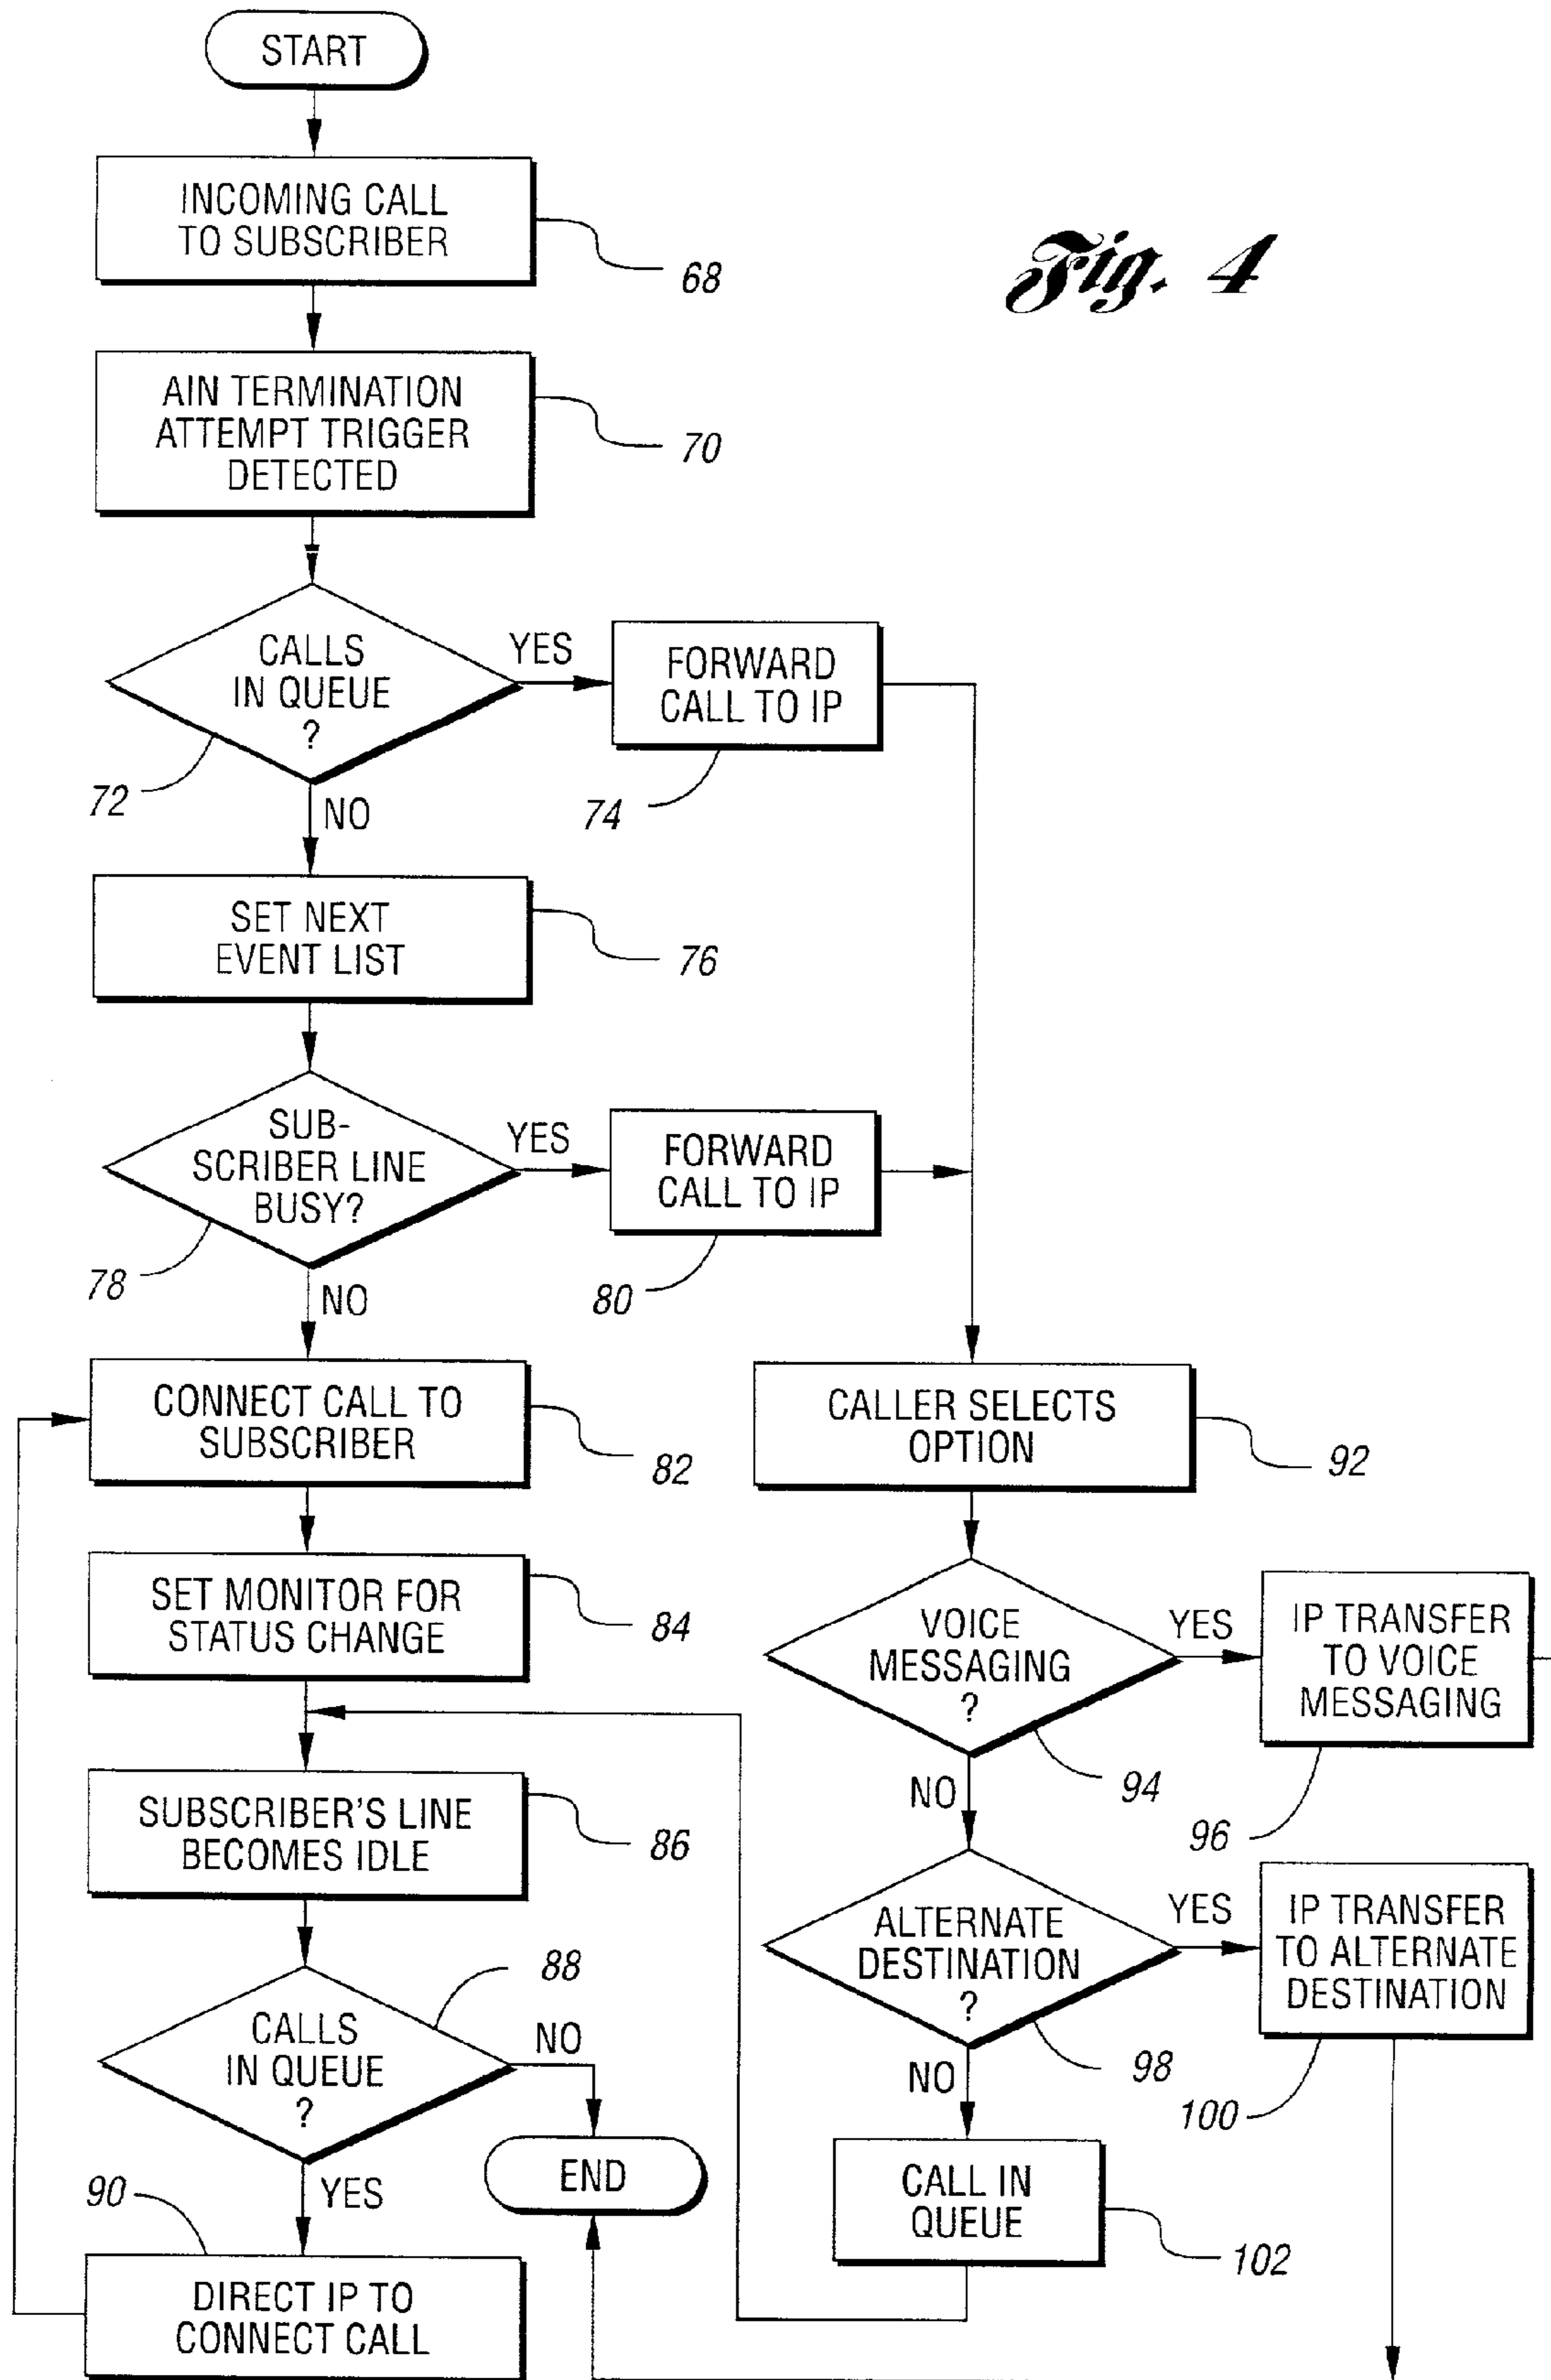 START
INCOMING CALL
TO SUBSCRIBER
68
Fig. 4
AIN TERMINATION
ATTEMPT TRIGGER
DETECTED
70
CALLS
IN QUEUE
?
72
YES
FORWARD
CALL TO IP
74
NO
SET NEXT
EVENT LIST
76
SUB-
SCRIBER LINE
BUSY?
78
YES
FORWARD
CALL TO IP
80
NO
CONNECT CALL TO
SUBSCRIBER
82
CALLER SELECTS
OPTION
92
SET MONITOR FOR
STATUS CHANGE
84
VOICE
MESSAGING
?
94
YES
IP TRANSFER
TO VOICE
MESSAGING
96
NO
SUBSCRIBER'S LINE
BECOMES IDLE
86
ALTERNATE
DESTINATION
?
98
YES
IP TRANSFER
TO ALTERNATE
DESTINATION
100
NO
CALLS
IN QUEUE
?
88
NO
END
YES
CALL IN
QUEUE
102
90
DIRECT IP TO
CONNECT CALL